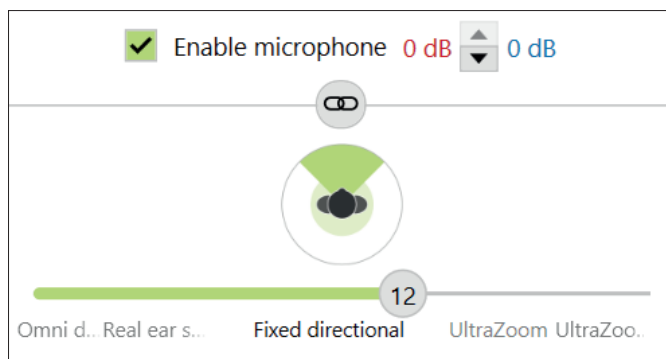 Enable microphone 0 dB 0 dB
12
Omni d... Real ear s... Fixed directional UltraZoom UltraZoo..